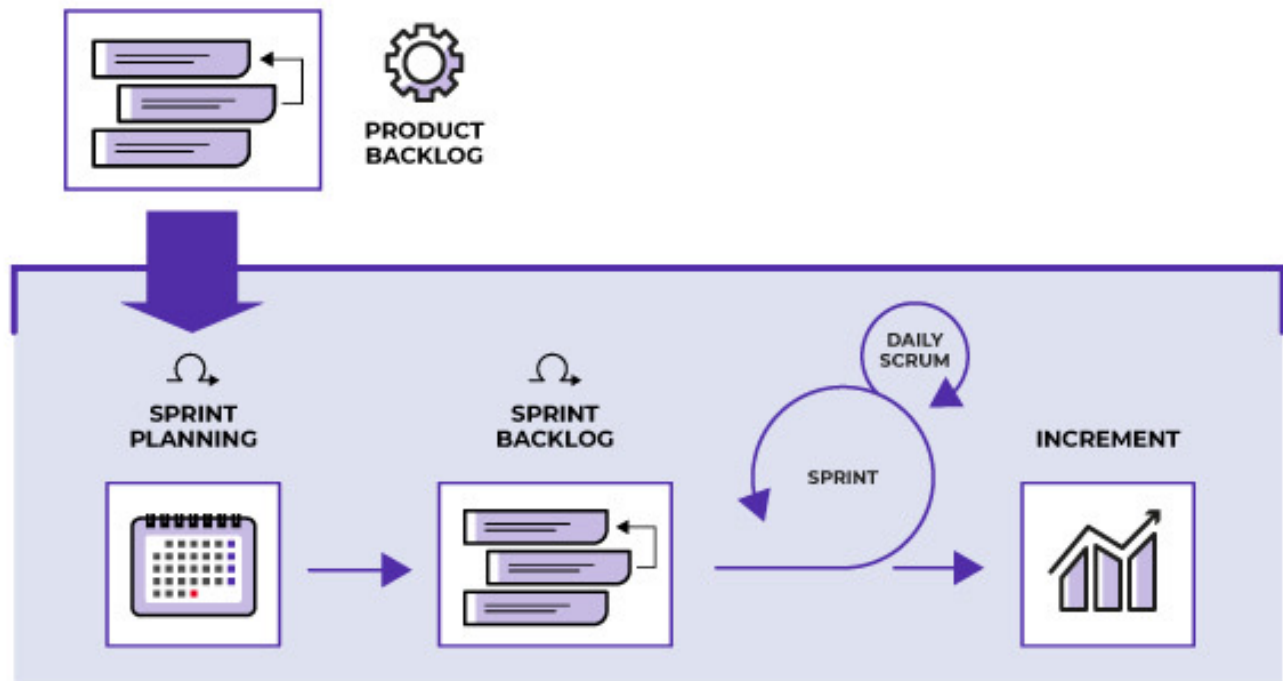 PRODUCT
BACKLOG
SPRINT
PLANNING
SPRINT
BACKLOG
DAILY
SCRUM
SPRINT
INCREMENT